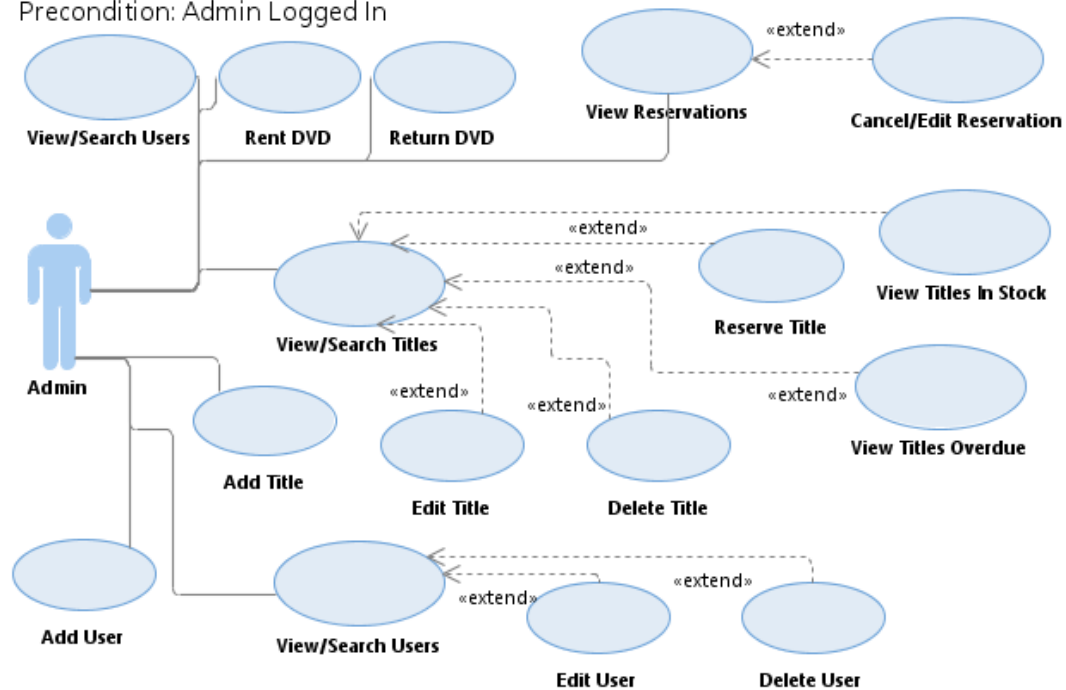 Precondition: Admin Logged In
«extend»
View/Search Users
Rent DVD
Return DVD
View Reservations
Cancel/Edit Reservation
«extend»
«extend»
View Titles In Stock
Reserve Title
View/Search Titles
Admin
«extend»
«extend»
«extend»
View Titles Overdue
Add Title
Edit Title
Delete Title
«extend»
«extend»
Add User
View/Search Users
Edit User
Delete User